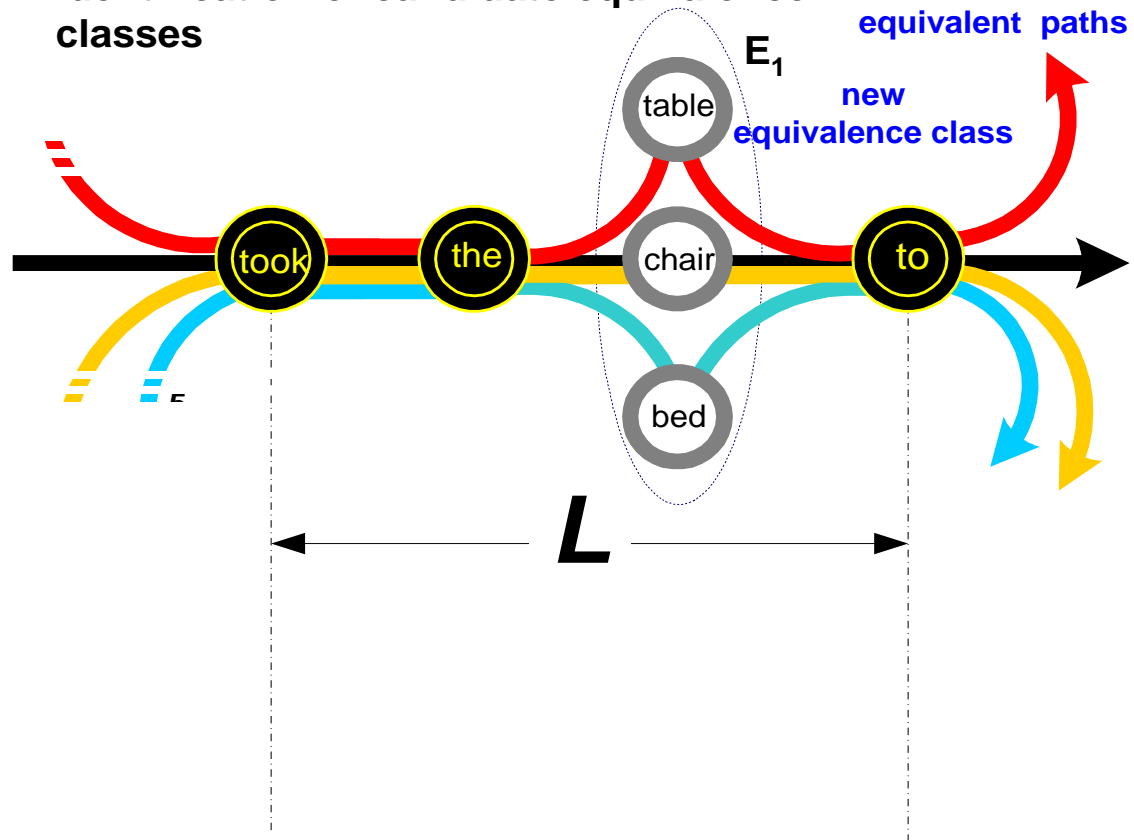 classes
equivalent paths
E1
new
equivalence class
table
took
the
chair
to
bed
L